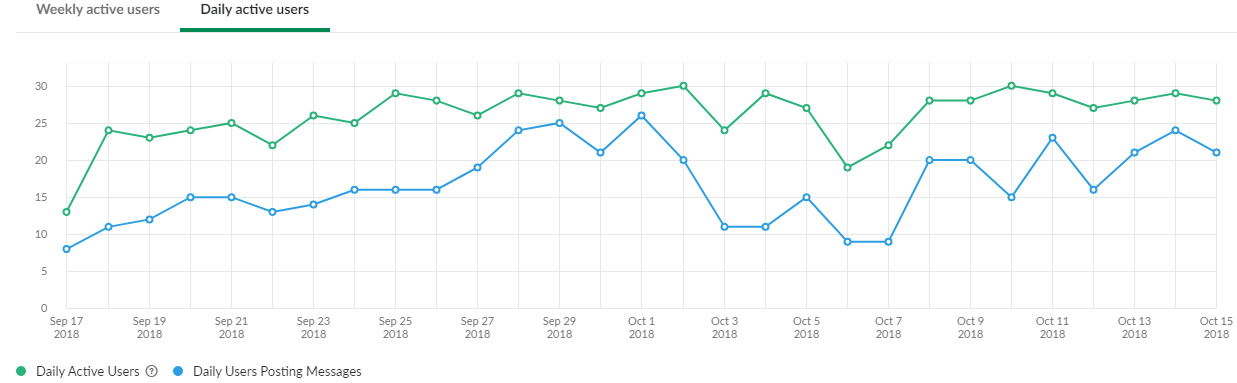 Weekly active users Daily active users
30
25
20
15
10
5
0
Sep 17 Sep 19 Sep 21 Sep 23 Sep 25 Sep 27 Sep 29 Oct 1 Oct 3 Oct 5 Oct 7 Oct 9 Oct 11 Oct 13 Oct 15
2018 2018 2018 2018 2018 2018 2018 2018 2018 2018 2018 2018 2018 2018 2018
Daily Active Users ? Daily Users Posting Messages